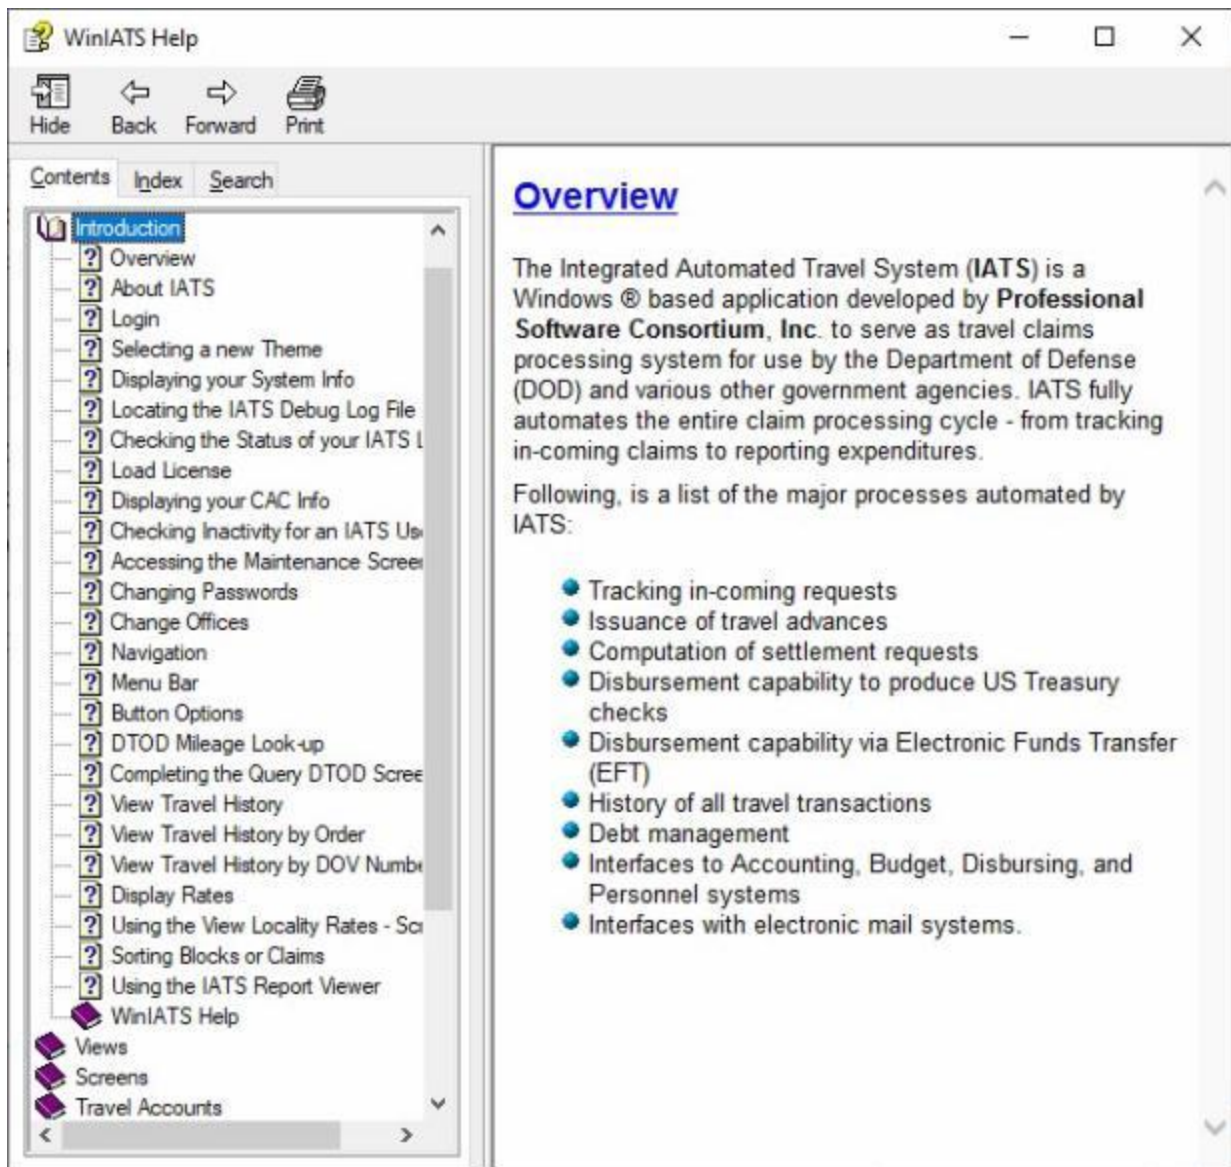 WinIATS Help
Hide Back Forward Print
Contents Index Search
Introduction
Overview
About IATS
Login
Selecting a new Theme
Displaying your System Info
Locating the IATS Debug Log File
Checking the Status of your IATS L
Load License
Displaying your CAC Info
Checking Inactivity for an IATS Us
Accessing the Maintenance Screen
Changing Passwords
Change Offices
Navigation
Menu Bar
Button Options
DTOD Mileage Look-up
Completing the Query DTOD Scree
View Travel History
View Travel History by Order
View Travel History by DOV Numbe
Display Rates
Using the View Locality Rates - Scr
Sorting Blocks or Claims
Using the IATS Report Viewer
WinIATS Help
Views
Screens
Travel Accounts
Overview
The Integrated Automated Travel System (IATS) is a
Windows ® based application developed by Professional
Software Consortium, Inc. to serve as travel claims
processing system for use by the Department of Defense
(DOD) and various other government agencies. IATS fully
automates the entire claim processing cycle - from tracking
in-coming claims to reporting expenditures.
Following, is a list of the major processes automated by
IATS:
Tracking in-coming requests
Issuance of travel advances
Computation of settlement requests
Disbursement capability to produce US Treasury
checks
Disbursement capability via Electronic Funds Transfer
(EFT)
History of all travel transactions
Debt management
Interfaces to Accounting, Budget, Disbursing, and
Personnel systems
Interfaces with electronic mail systems.